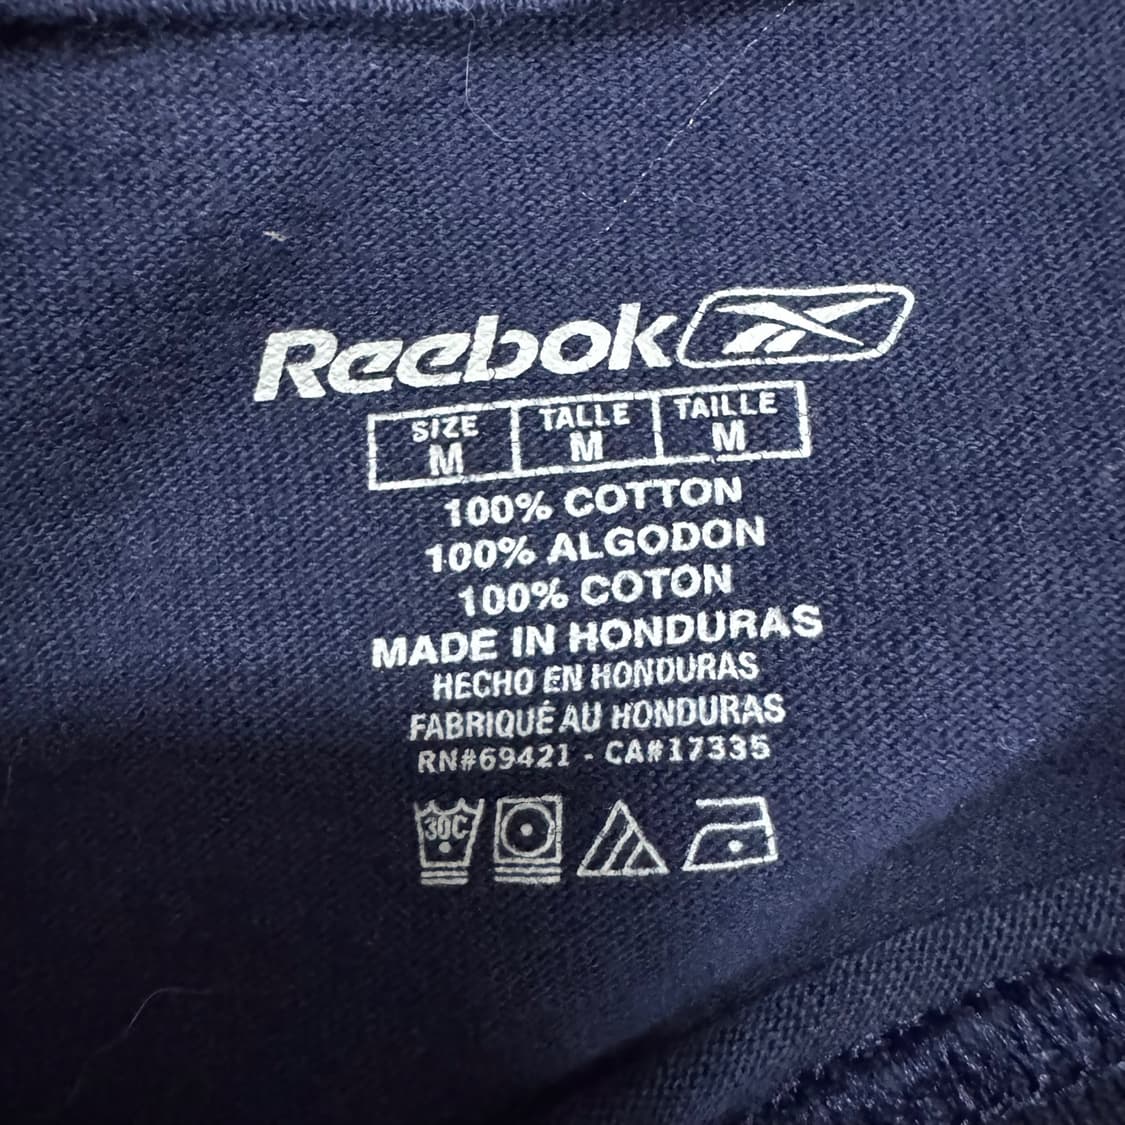 Reebok
SIZE TALLE TAILLE
M M M
100% COTTON
100% ALGODON
100% COTON
MADE IN HONDURAS
HECHO EN HONDURAS
FABRIQUÉ AU HONDURAS
RN#69421 - CA#17335
30C